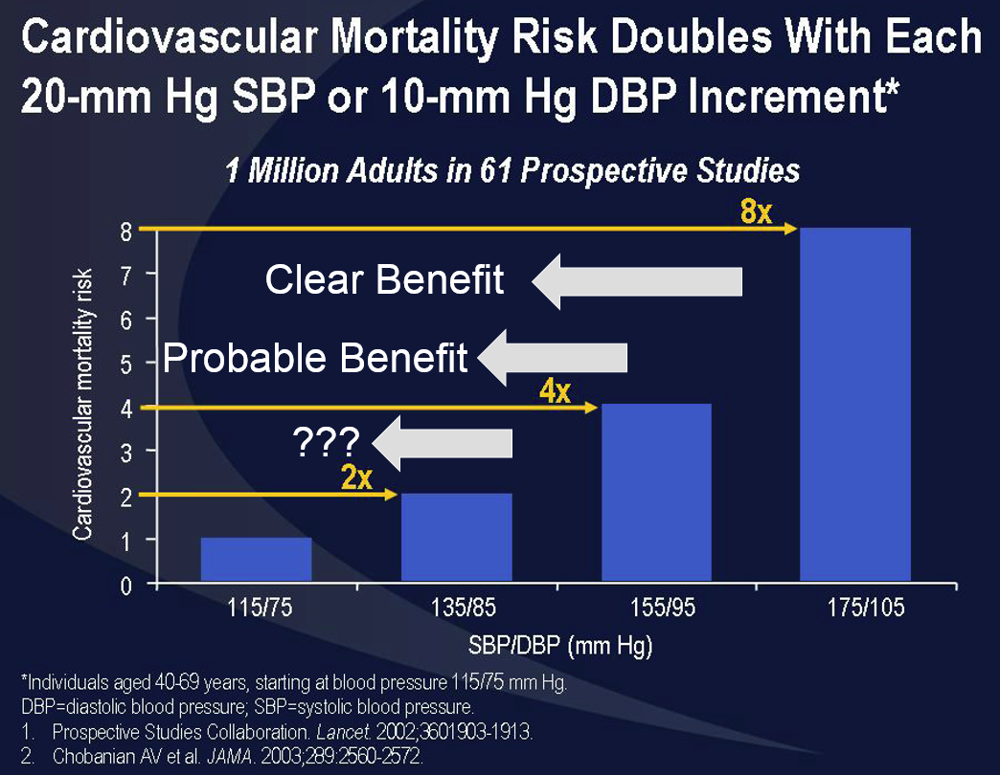 Cardiovascular Mortality Risk Doubles With Each
20-mm Hg SBP or 10-mm Hg DBP Increment*
1 Million Adults in 61 Prospective Studies
8x
8
Clear Benefit
7
6
Probable Benefit
5
4x
4
???
3
2x
2
1
0
Cardiovascular mortality risk
115/75 135/85 155/95 175/105
SBP/DBP (mm Hg)
*Individuals aged 40-69 years, starting at blood pressure 115/75 mm Hg.
DBP=diastolic blood pressure; SBP=systolic blood pressure.
1. Prospective Studies Collaboration. Lancet. 2002;3601903-1913.
2. Chobanian AV et al. JAMA. 2003;289:2560-2572.